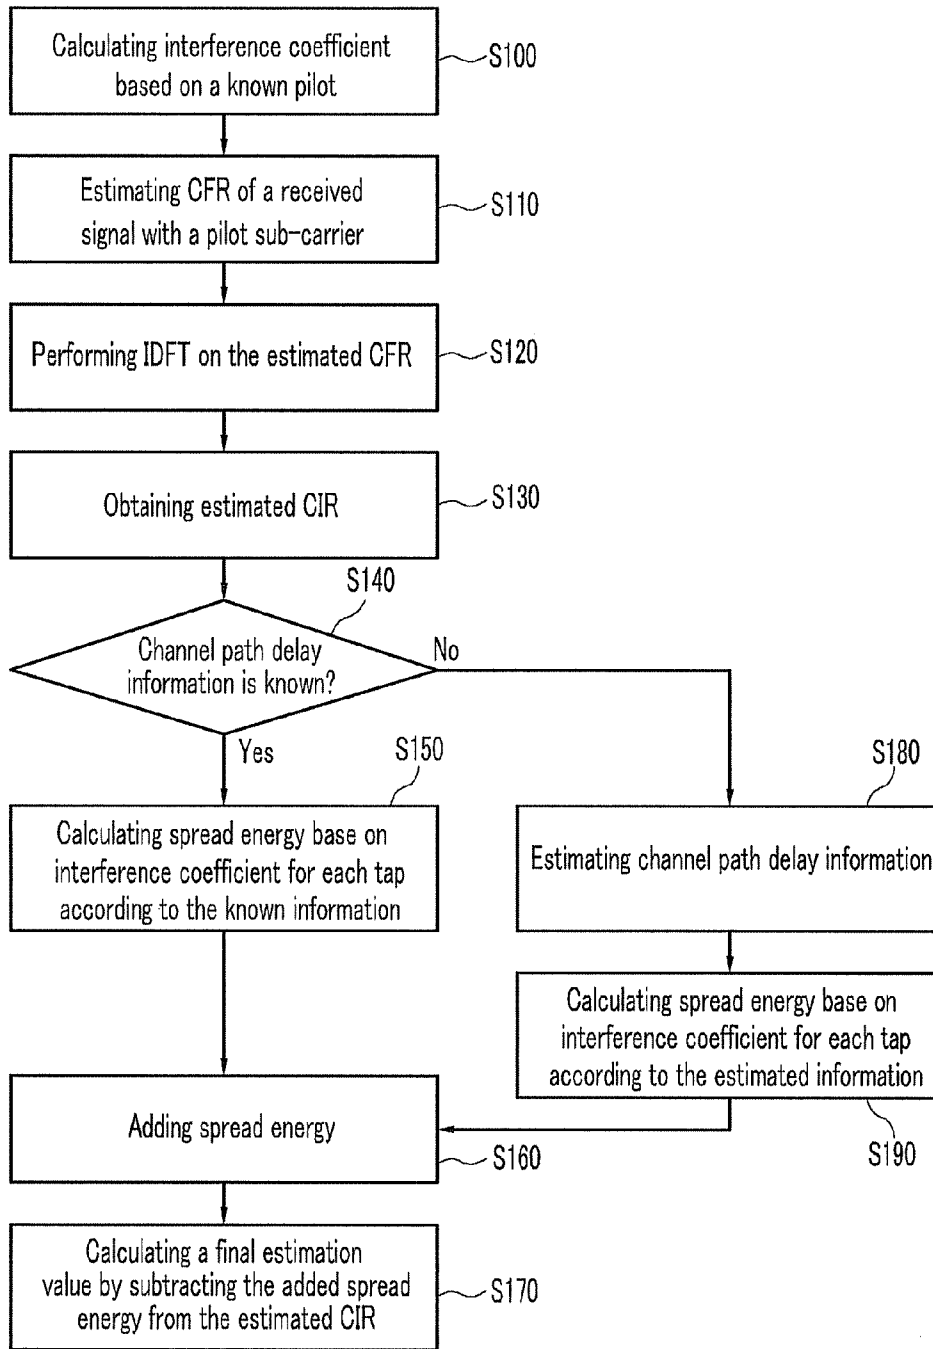 Calculating interference coefficient
based on a known pilot
S100
Estimating CFR of a received
signal with a pilot sub-carrier
S110
Performing IDFT on the estimated CFR
S120
Obtaining estimated CIR
S130
S140
Channel path delay
information is known?
No
Yes
S150
Calculating spread energy base on
interference coefficient for each tap
according to the known information
S180
Estimating channel path delay information
Calculating spread energy base on
interference coefficient for each tap
according to the estimated information
S190
Adding spread energy
S160
Calculating a final estimation
value by subtracting the added spread
energy from the estimated CIR
S170